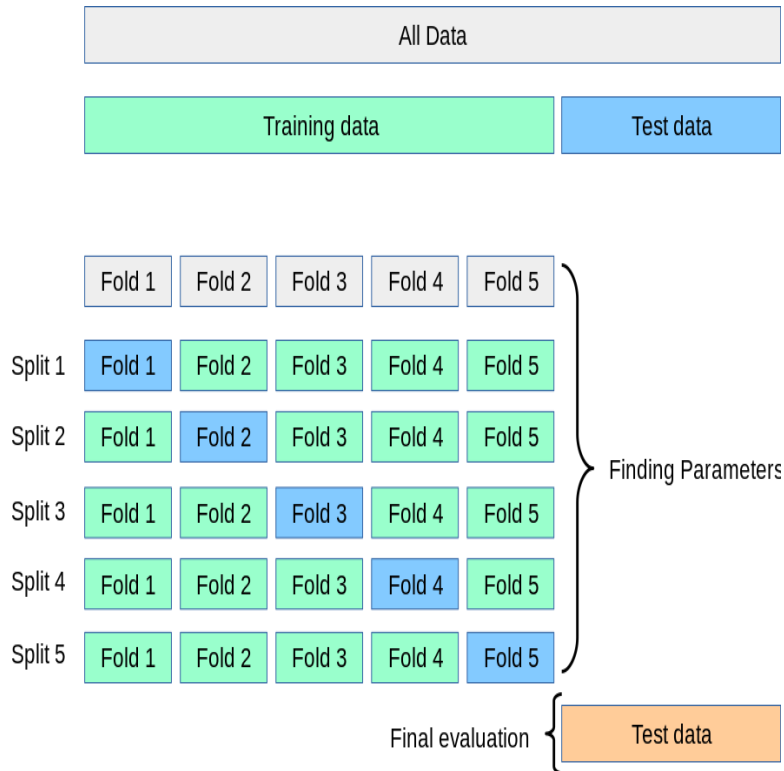 All Data
Training data Test data
Fold 1 Fold 2 Fold 3 Fold 4 Fold 5
Split 1 Fold 1 Fold 2 Fold 3 Fold 4 Fold 5
Split 2 Fold 1 Fold 2 Fold 3 Fold 4 Fold 5
Finding Parameters
Split 3 Fold 1 Fold 2 Fold 3 Fold 4 Fold 5
Split 4 Fold 1 Fold 2 Fold 3 Fold 4 Fold 5
Split 5 Fold 1 Fold 2 Fold 3 Fold 4 Fold 5
Final evaluation Test data